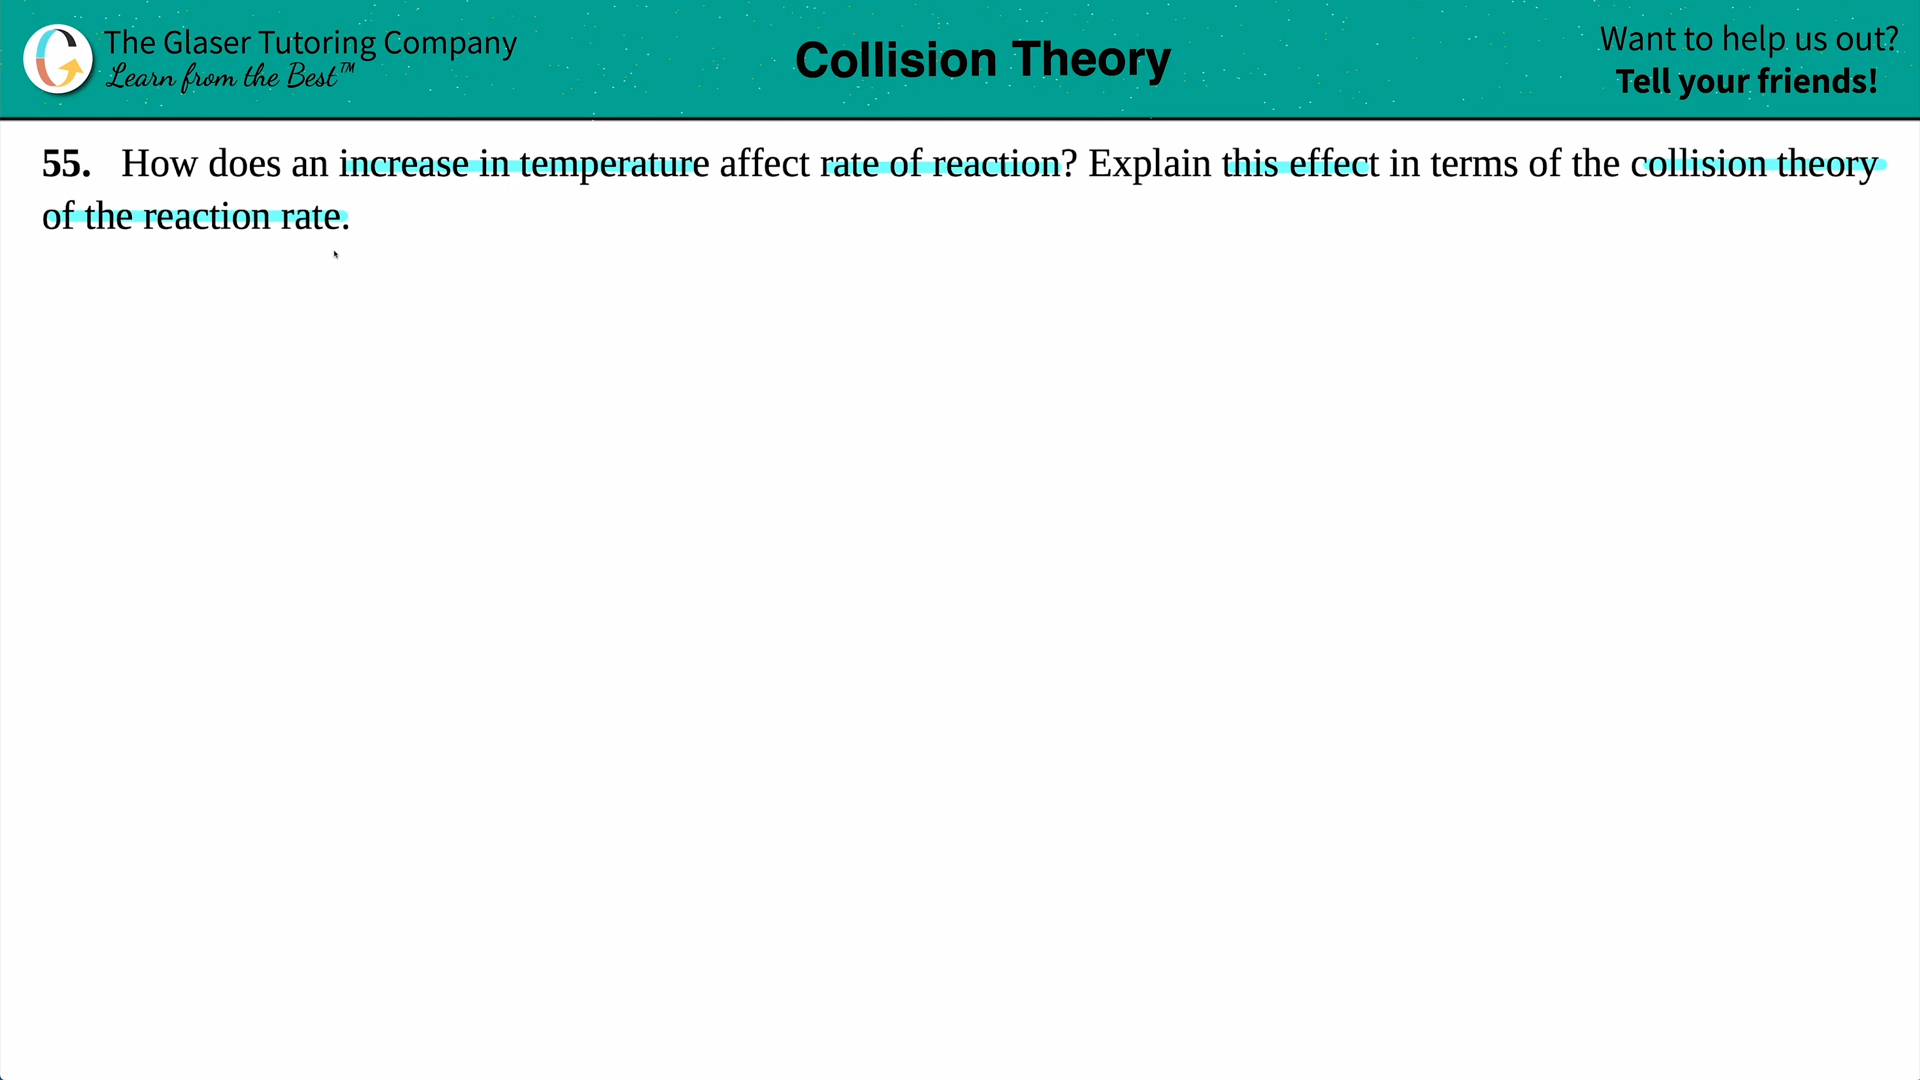 The Glaser Tutoring Company
Learn from the Best™
Collision Theory
Want to help us out?
Tell your friends!
55. How does an increase in temperature affect rate of reaction? Explain this effect in terms of the collision theory
of the reaction rate.